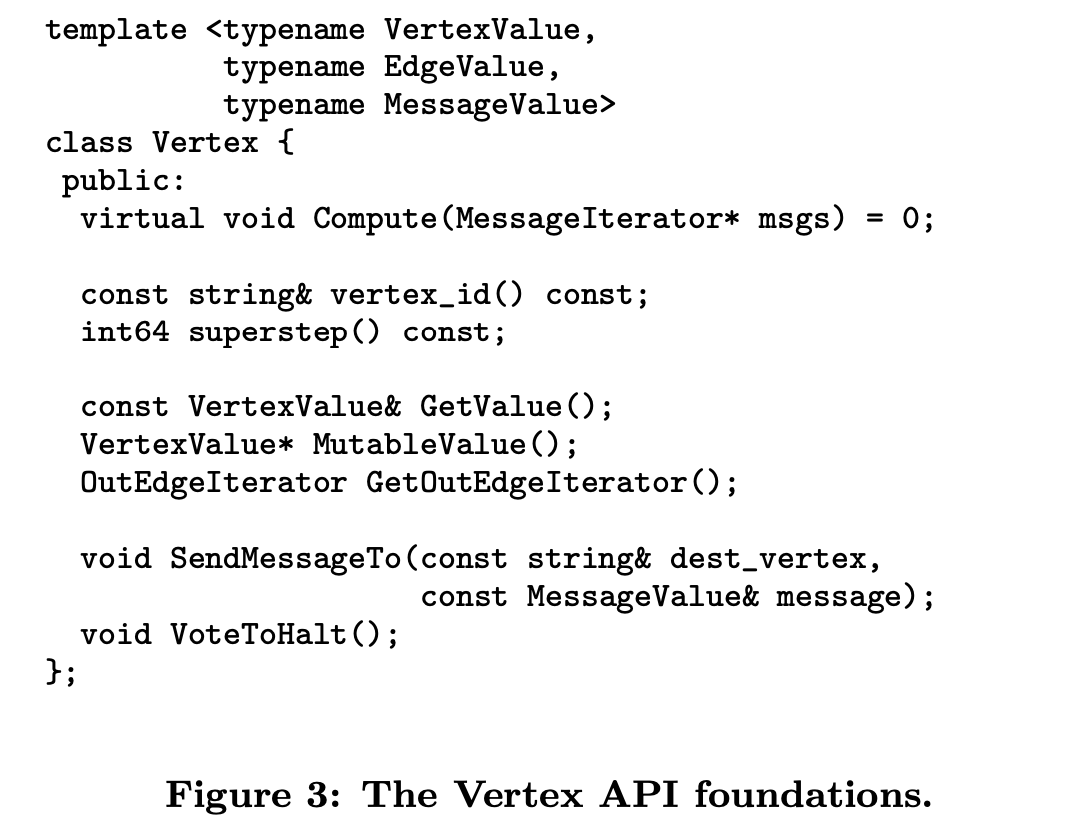 template <typename VertexValue,
          typename EdgeValue,
          typename MessageValue>
class Vertex {
 public:
  virtual void Compute(MessageIterator* msgs) = 0;

  const string& vertex_id() const;
  int64 superstep() const;

  const VertexValue& GetValue();
  VertexValue* MutableValue();
  OutEdgeIterator GetOutEdgeIterator();

  void SendMessageTo(const string& dest_vertex,
                     const MessageValue& message);
  void VoteToHalt();
};

Figure 3: The Vertex API foundations.